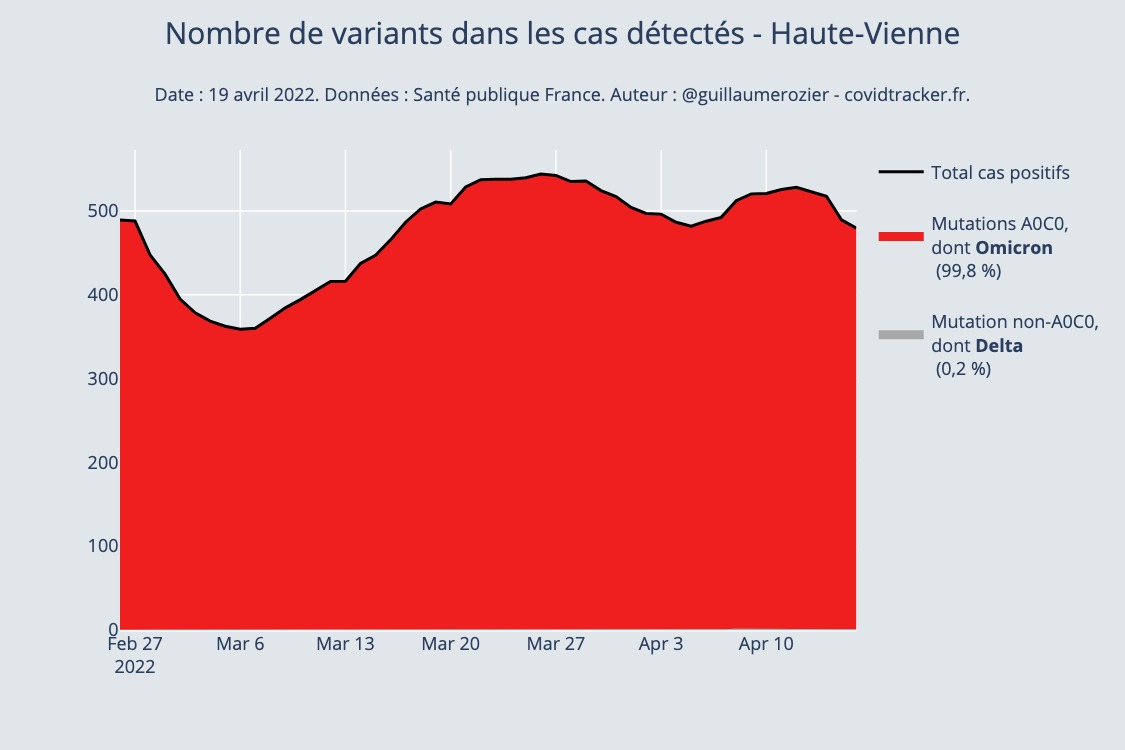 Nombre de variants dans les cas détectés - Haute-Vienne
Date : 19 avril 2022. Données : Santé publique France. Auteur : @guillaumerozier - covidtracker.fr.
Total cas positifs
Mutations A0C0,
dont Omicron
(99,8 %)
Mutation non-A0C0,
dont Delta
(0,2 %)
500
400
300
200
100
0
Feb 27
2022
Mar 6
Mar 13
Mar 20
Mar 27
Apr 3
Apr 10